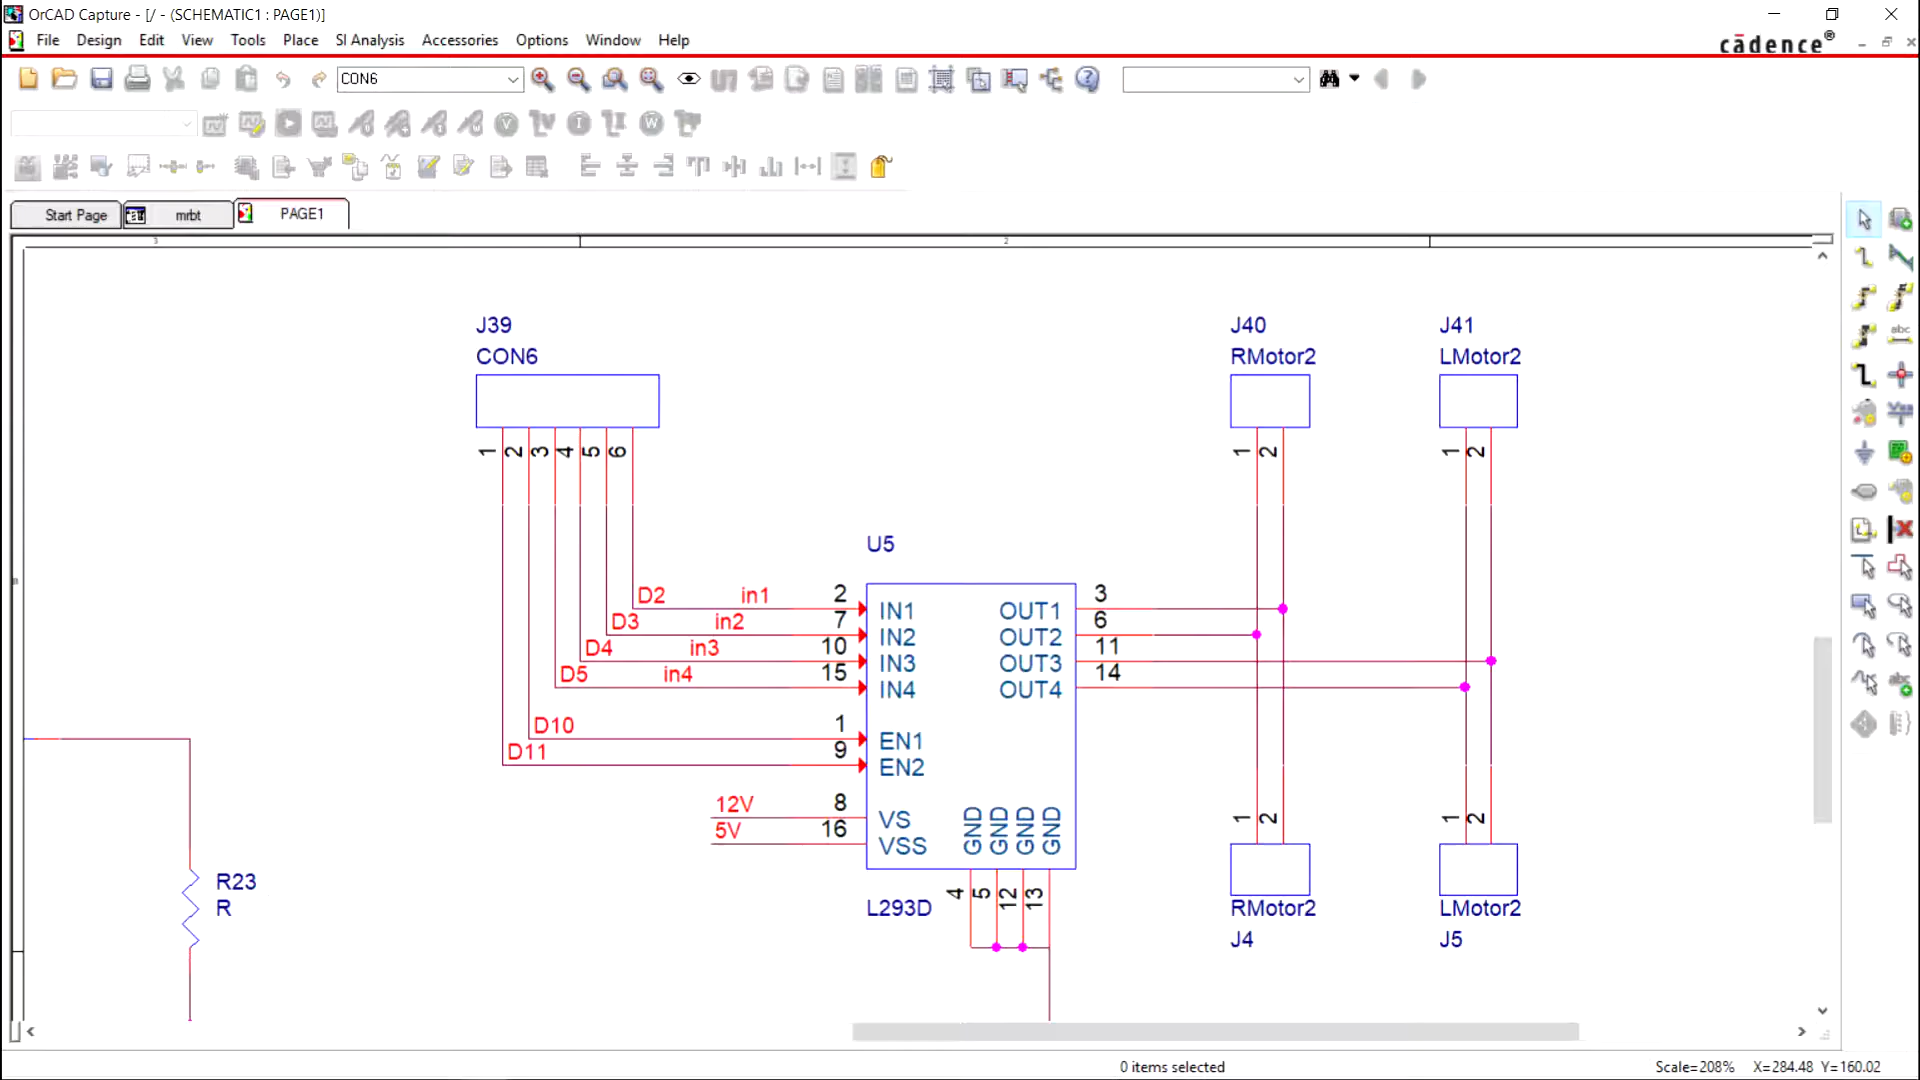 OrCAD Capture - [/ - (SCHEMATIC1 : PAGE1)]
File Design Edit View Tools Place SI Analysis Accessories Options Window Help
cādence®
CON6
Start Page mrbt PAGE1
3 2
J39 J40 J41
CON6 RMotor2 LMotor2
1 2 3 4 5 6 1 2 1 2
U5
D2 in1 2 IN1 OUT1 3
D3 in2 7 IN2 OUT2 6
D4 in3 10 IN3 OUT3 11
D5 in4 15 IN4 OUT4 14
D10 1 EN1
D11 9 EN2
12V 8 VS GND GND GND GND 1 2 1 2
5V 16 VSS
R23
R
L293D 4 5 12 13
RMotor2 LMotor2
J4 J5
0 items selected Scale=208% X=284.48 Y=160.02